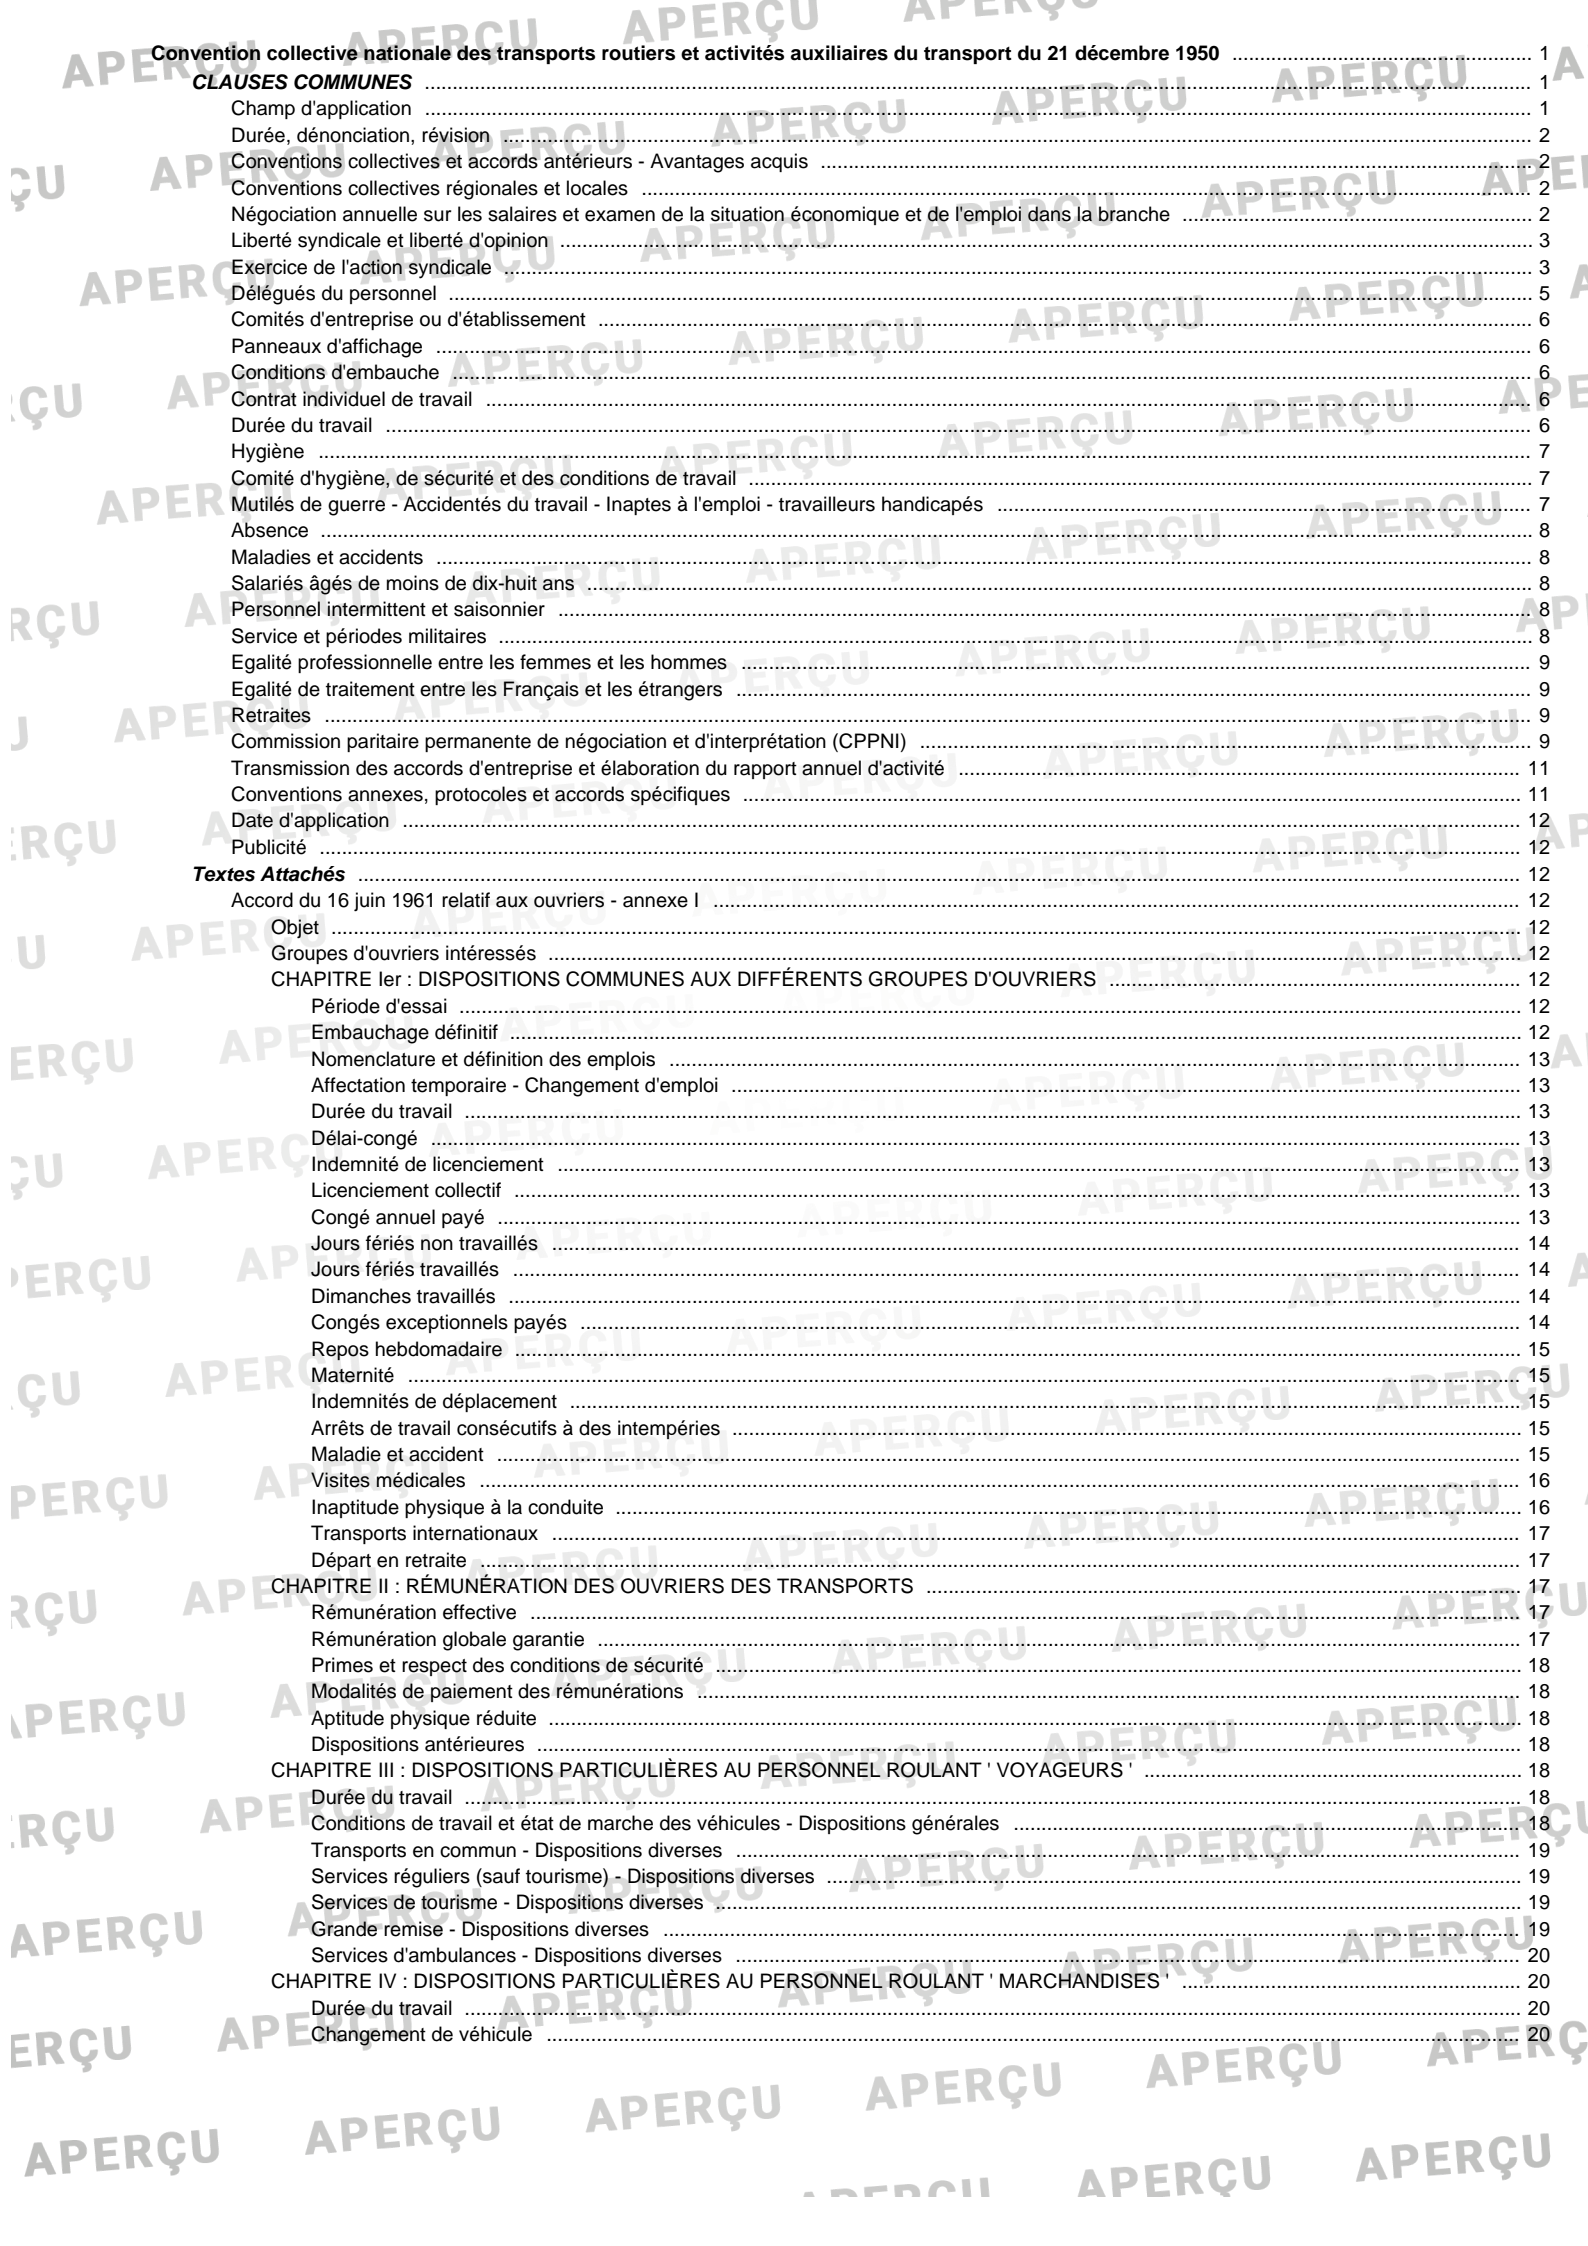 Convention collective nationale des transports routiers et activités auxiliaires du transport du 21 décembre 1950 1
CLAUSES COMMUNES 1
Champ d'application 1
Durée, dénonciation, révision 2
Conventions collectives et accords antérieurs - Avantages acquis 2
Conventions collectives régionales et locales 2
Négociation annuelle sur les salaires et examen de la situation économique et de l'emploi dans la branche 2
Liberté syndicale et liberté d'opinion 3
Exercice de l'action syndicale 3
Délégués du personnel 5
Comités d'entreprise ou d'établissement 6
Panneaux d'affichage 6
Conditions d'embauche 6
Contrat individuel de travail 6
Durée du travail 6
Hygiène 7
Comité d'hygiène, de sécurité et des conditions de travail 7
Mutilés de guerre - Accidentés du travail - Inaptes à l'emploi - travailleurs handicapés 7
Absence 8
Maladies et accidents 8
Salariés âgés de moins de dix-huit ans 8
Personnel intermittent et saisonnier 8
Service et périodes militaires 8
Egalité professionnelle entre les femmes et les hommes 9
Egalité de traitement entre les Français et les étrangers 9
Retraites 9
Commission paritaire permanente de négociation et d'interprétation (CPPNI) 9
Transmission des accords d'entreprise et élaboration du rapport annuel d'activité 11
Conventions annexes, protocoles et accords spécifiques 11
Date d'application 12
Publicité 12
Textes Attachés 12
Accord du 16 juin 1961 relatif aux ouvriers - annexe I 12
Objet 12
Groupes d'ouvriers intéressés 12
CHAPITRE Ier : DISPOSITIONS COMMUNES AUX DIFFÉRENTS GROUPES D'OUVRIERS 12
Période d'essai 12
Embauchage définitif 12
Nomenclature et définition des emplois 13
Affectation temporaire - Changement d'emploi 13
Durée du travail 13
Délai-congé 13
Indemnité de licenciement 13
Licenciement collectif 13
Congé annuel payé 13
Jours fériés non travaillés 14
Jours fériés travaillés 14
Dimanches travaillés 14
Congés exceptionnels payés 14
Repos hebdomadaire 15
Maternité 15
Indemnités de déplacement 15
Arrêts de travail consécutifs à des intempéries 15
Maladie et accident 15
Visites médicales 16
Inaptitude physique à la conduite 16
Transports internationaux 17
Départ en retraite 17
CHAPITRE II : RÉMUNÉRATION DES OUVRIERS DES TRANSPORTS 17
Rémunération effective 17
Rémunération globale garantie 17
Primes et respect des conditions de sécurité 18
Modalités de paiement des rémunérations 18
Aptitude physique réduite 18
Dispositions antérieures 18
CHAPITRE III : DISPOSITIONS PARTICULIÈRES AU PERSONNEL ROULANT ' VOYAGEURS ' 18
Durée du travail 18
Conditions de travail et état de marche des véhicules - Dispositions générales 18
Transports en commun - Dispositions diverses 19
Services réguliers (sauf tourisme) - Dispositions diverses 19
Services de tourisme - Dispositions diverses 19
Grande remise - Dispositions diverses 19
Services d'ambulances - Dispositions diverses 20
CHAPITRE IV : DISPOSITIONS PARTICULIÈRES AU PERSONNEL ROULANT ' MARCHANDISES ' 20
Durée du travail 20
Changement de véhicule 20
APERÇU